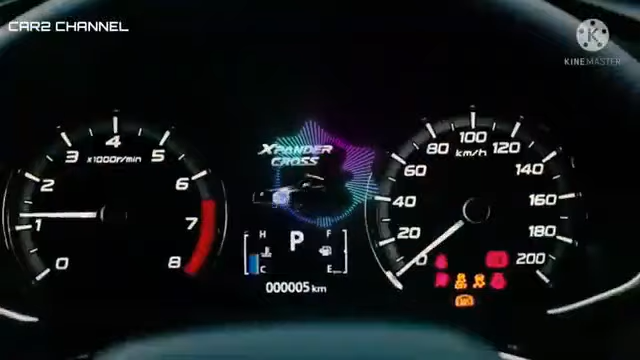 CAR2 CHANNEL
KINEMASTER
0
1
2
3
4
5
6
7
8
x1000r/min
XPANDER
CROSS
H
C
P
F
E
000005 km
0
20
40
60
80
100
120
140
160
180
200
km/h